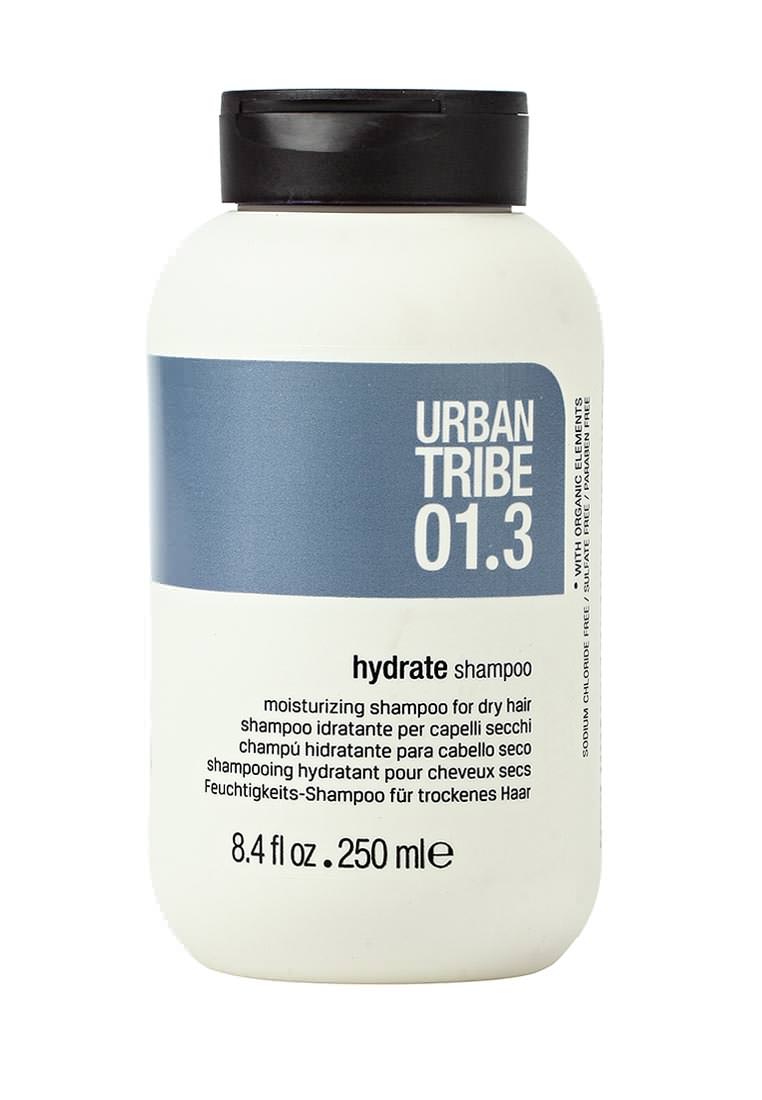 URBAN
TRIBE
01.3
• WITH ORGANIC ELEMENTS
SODIUM CHLORIDE FREE / SULFATE FREE / PARABEN FREE
hydrate shampoo
moisturizing shampoo for dry hair
shampoo idratante per capelli secchi
champú hidratante para cabello seco
shampooing hydratant pour cheveux secs
Feuchtigkeits-Shampoo für trockenes Haar
8.4 fl oz . 250 ml ℮